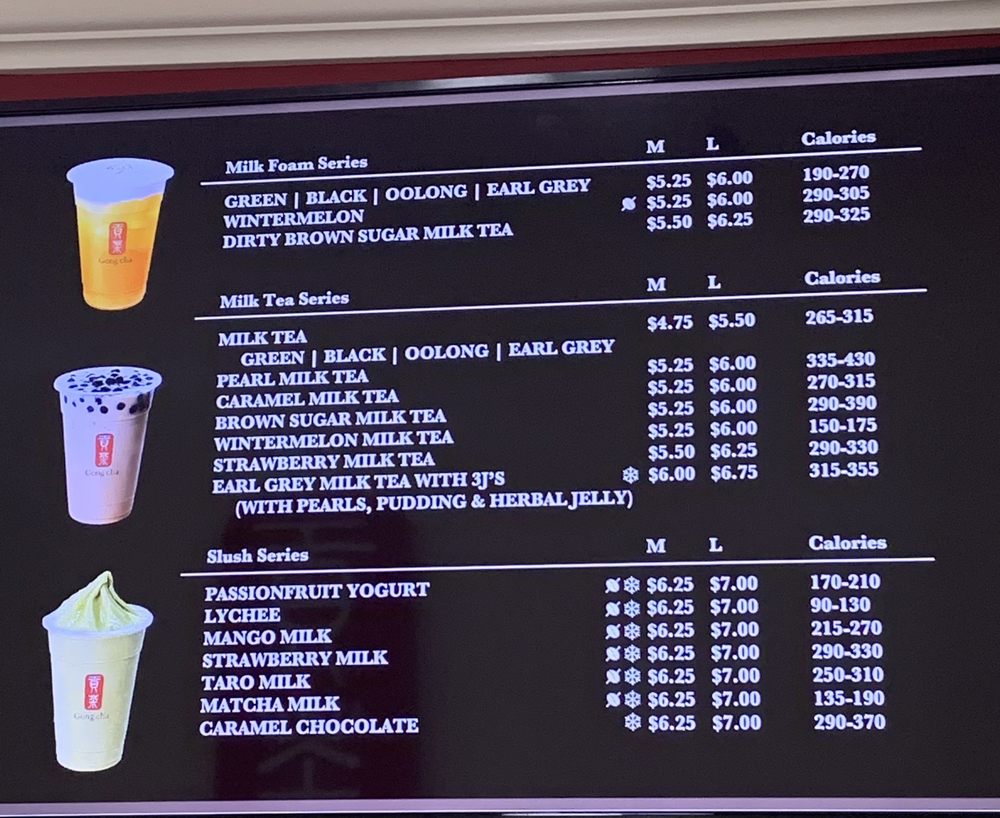 Milk Foam Series M L Calories
GREEN | BLACK | OOLONG | EARL GREY $5.25 $6.00 190-270
WINTERMELON $5.25 $6.00 290-305
DIRTY BROWN SUGAR MILK TEA $5.50 $6.25 290-325
貢茶
Gong cha
Milk Tea Series M L Calories
MILK TEA $4.75 $5.50 265-315
GREEN | BLACK | OOLONG | EARL GREY
PEARL MILK TEA $5.25 $6.00 335-430
CARAMEL MILK TEA $5.25 $6.00 270-315
BROWN SUGAR MILK TEA $5.25 $6.00 290-390
WINTERMELON MILK TEA $5.25 $6.00 150-175
STRAWBERRY MILK TEA $5.50 $6.25 290-330
EARL GREY MILK TEA WITH 3J'S $6.00 $6.75 315-355
(WITH PEARLS, PUDDING & HERBAL JELLY)
貢茶
Gong cha
Slush Series M L Calories
PASSIONFRUIT YOGURT $6.25 $7.00 170-210
LYCHEE $6.25 $7.00 90-130
MANGO MILK $6.25 $7.00 215-270
STRAWBERRY MILK $6.25 $7.00 290-330
TARO MILK $6.25 $7.00 250-310
MATCHA MILK $6.25 $7.00 135-190
CARAMEL CHOCOLATE $6.25 $7.00 290-370
貢茶
Gong cha